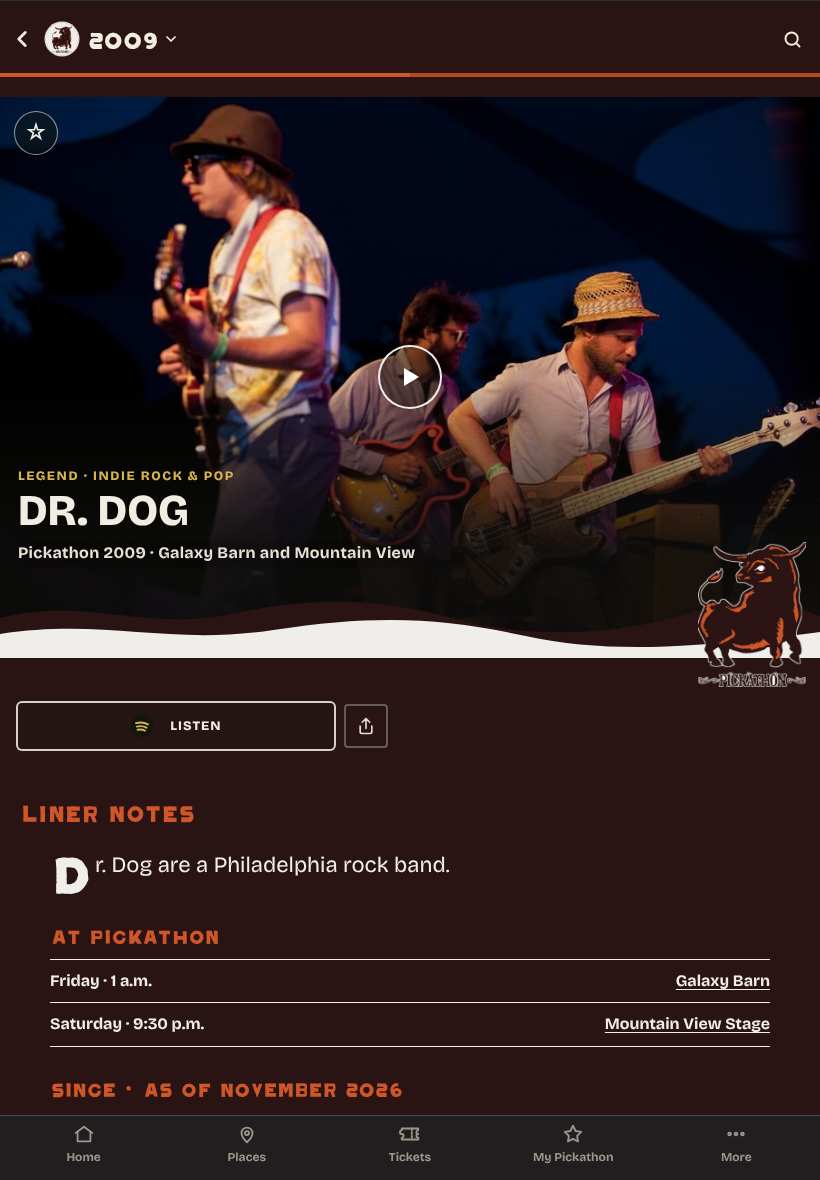 2009
LEGEND · INDIE ROCK & POP
DR. DOG
Pickathon 2009 · Galaxy Barn and Mountain View
PICKATHON
LISTEN
LINER NOTES
Dr. Dog are a Philadelphia rock band.
AT PICKATHON
Friday · 1 a.m. Galaxy Barn
Saturday · 9:30 p.m. Mountain View Stage
SINCE · AS OF NOVEMBER 2026
Home Places Tickets My Pickathon More